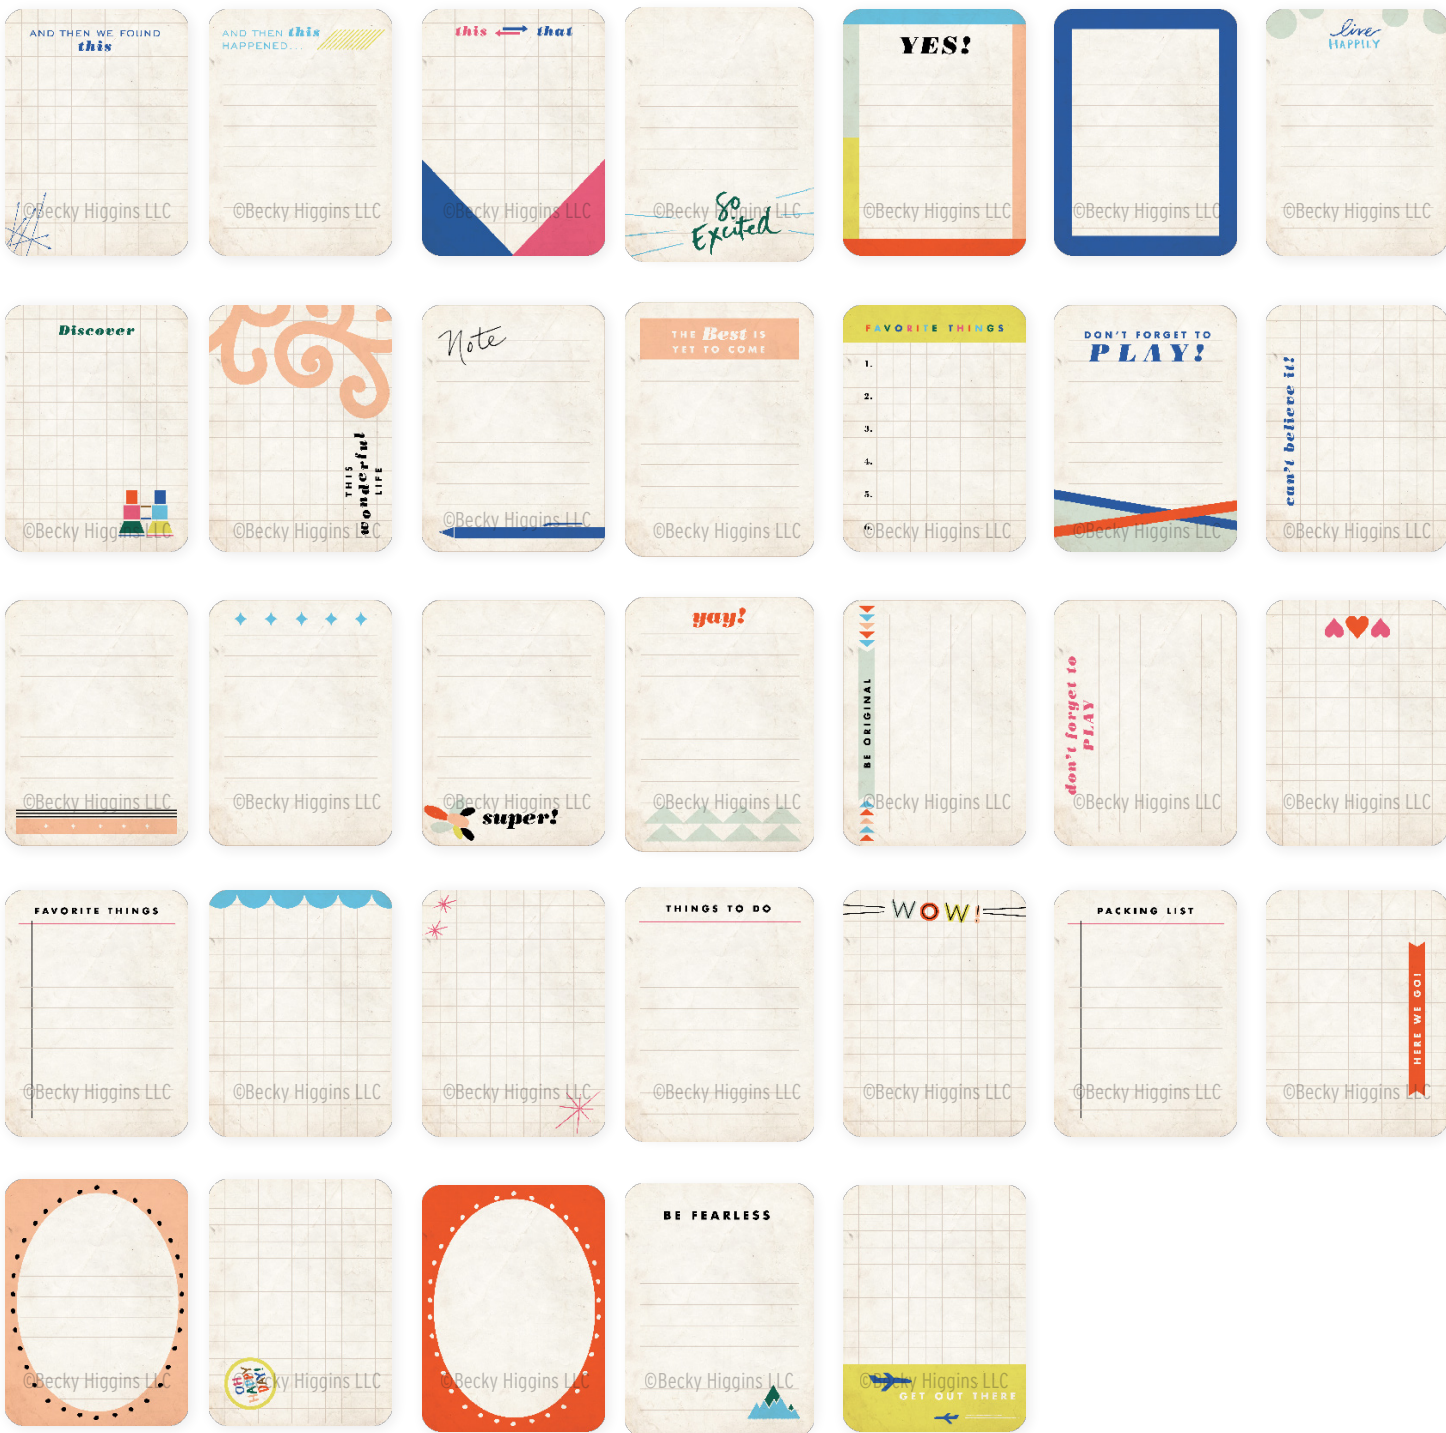 AND THEN WE FOUND
this
©Becky Higgins LLC
AND THEN this
HAPPENED...
©Becky Higgins LLC
this that
©Becky Higgins LLC
©Becky Higgins LLC
So
Excited
YES!
©Becky Higgins LLC
©Becky Higgins LLC
live
HAPPILY
©Becky Higgins LLC
Discover
©Becky Higgins LLC
THIS
wonderful
LIFE
©Becky Higgins LLC
Note
©Becky Higgins LLC
THE Best IS
YET TO COME
©Becky Higgins LLC
FAVORITE THINGS
1.
2.
3.
4.
5.
6.
©Becky Higgins LLC
DON'T FORGET TO
PLAY!
©Becky Higgins LLC
can't believe it!
©Becky Higgins LLC
©Becky Higgins LLC
©Becky Higgins LLC
©Becky Higgins LLC
super!
yay!
©Becky Higgins LLC
BE ORIGINAL
©Becky Higgins LLC
don't forget to
PLAY
©Becky Higgins LLC
©Becky Higgins LLC
FAVORITE THINGS
©Becky Higgins LLC
©Becky Higgins LLC
©Becky Higgins LLC
THINGS TO DO
©Becky Higgins LLC
WOW!
©Becky Higgins LLC
PACKING LIST
©Becky Higgins LLC
HERE WE GO!
©Becky Higgins LLC
©Becky Higgins LLC
OH
HAPPY
DAY!
©Becky Higgins LLC
©Becky Higgins LLC
BE FEARLESS
©Becky Higgins LLC
©Becky Higgins LLC
GET OUT THERE